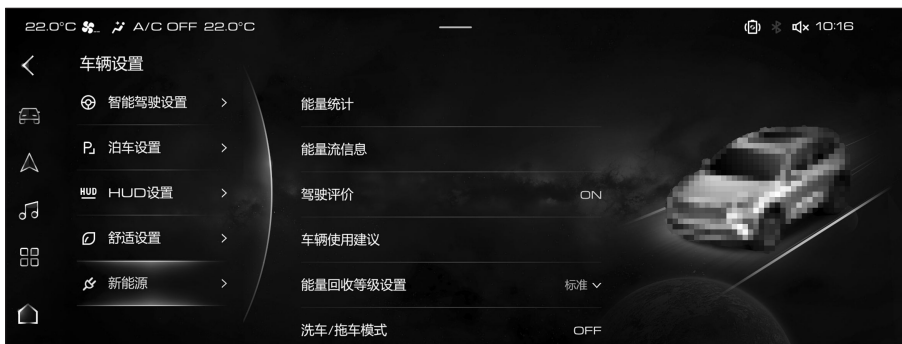 22.0°C A/C OFF 22.0°C 10:16
车辆设置
智能驾驶设置
泊车设置
HUD HUD设置
舒适设置
新能源
能量统计
能量流信息
驾驶评价 ON
车辆使用建议
能量回收等级设置 标准
洗车/拖车模式 OFF